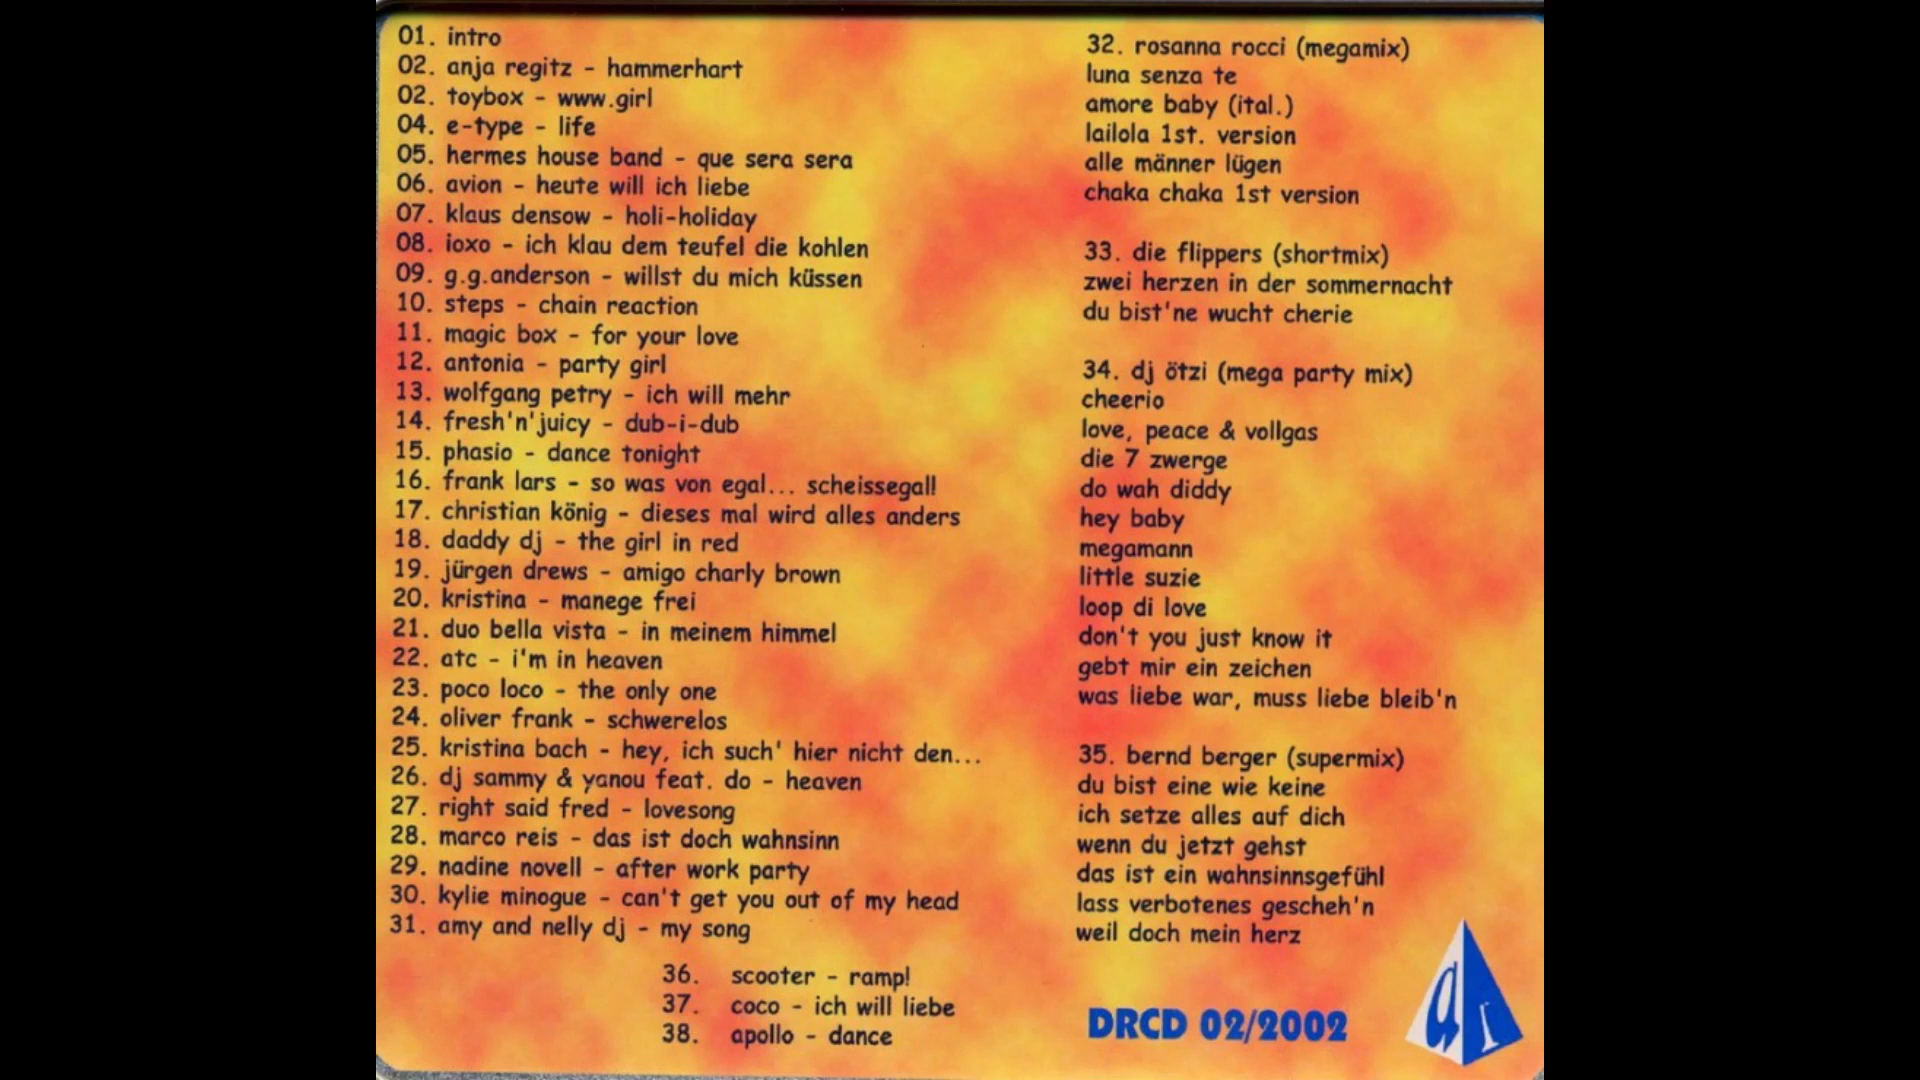 01. intro
02. anja regitz - hammerhart
02. toybox - www.girl
04. e-type - life
05. hermes house band - que sera sera
06. avion - heute will ich liebe
07. klaus densow - holi-holiday
08. ioxo - ich klau dem teufel die kohlen
09. g.g.anderson - willst du mich küssen
10. steps - chain reaction
11. magic box - for your love
12. antonia - party girl
13. wolfgang petry - ich will mehr
14. fresh'n'juicy - dub-i-dub
15. phasio - dance tonight
16. frank lars - so was von egal... scheissegal!
17. christian könig - dieses mal wird alles anders
18. daddy dj - the girl in red
19. jürgen drews - amigo charly brown
20. kristina - manege frei
21. duo bella vista - in meinem himmel
22. atc - i'm in heaven
23. poco loco - the only one
24. oliver frank - schwerelos
25. kristina bach - hey, ich such' hier nicht den...
26. dj sammy & yanou feat. do - heaven
27. right said fred - lovesong
28. marco reis - das ist doch wahnsinn
29. nadine novell - after work party
30. kylie minogue - can't get you out of my head
31. amy and nelly dj - my song
32. rosanna rocci (megamix)
luna senza te
amore baby (ital.)
lailola 1st. version
alle männer lügen
chaka chaka 1st version
33. die flippers (shortmix)
zwei herzen in der sommernacht
du bist'ne wucht cherie
34. dj ötzi (mega party mix)
cheerio
love, peace & vollgas
die 7 zwerge
do wah diddy
hey baby
megamann
little suzie
loop di love
don't you just know it
gebt mir ein zeichen
was liebe war, muss liebe bleib'n
35. bernd berger (supermix)
du bist eine wie keine
ich setze alles auf dich
wenn du jetzt gehst
das ist ein wahnsinnsgefühl
lass verbotenes gescheh'n
weil doch mein herz
36. scooter - ramp!
37. coco - ich will liebe
38. apollo - dance
DRCD 02/2002
a 1